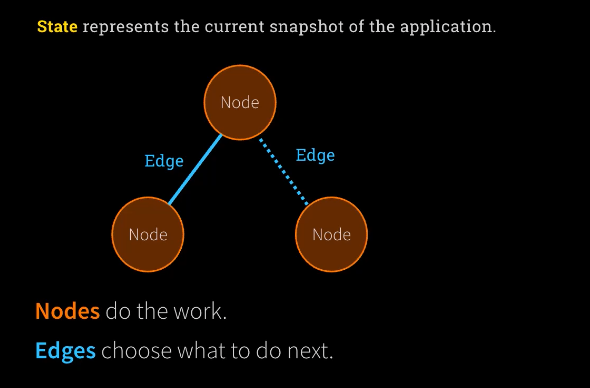 State represents the current snapshot of the application.
Node
Edge
Edge
Node
Node
Nodes do the work.
Edges choose what to do next.